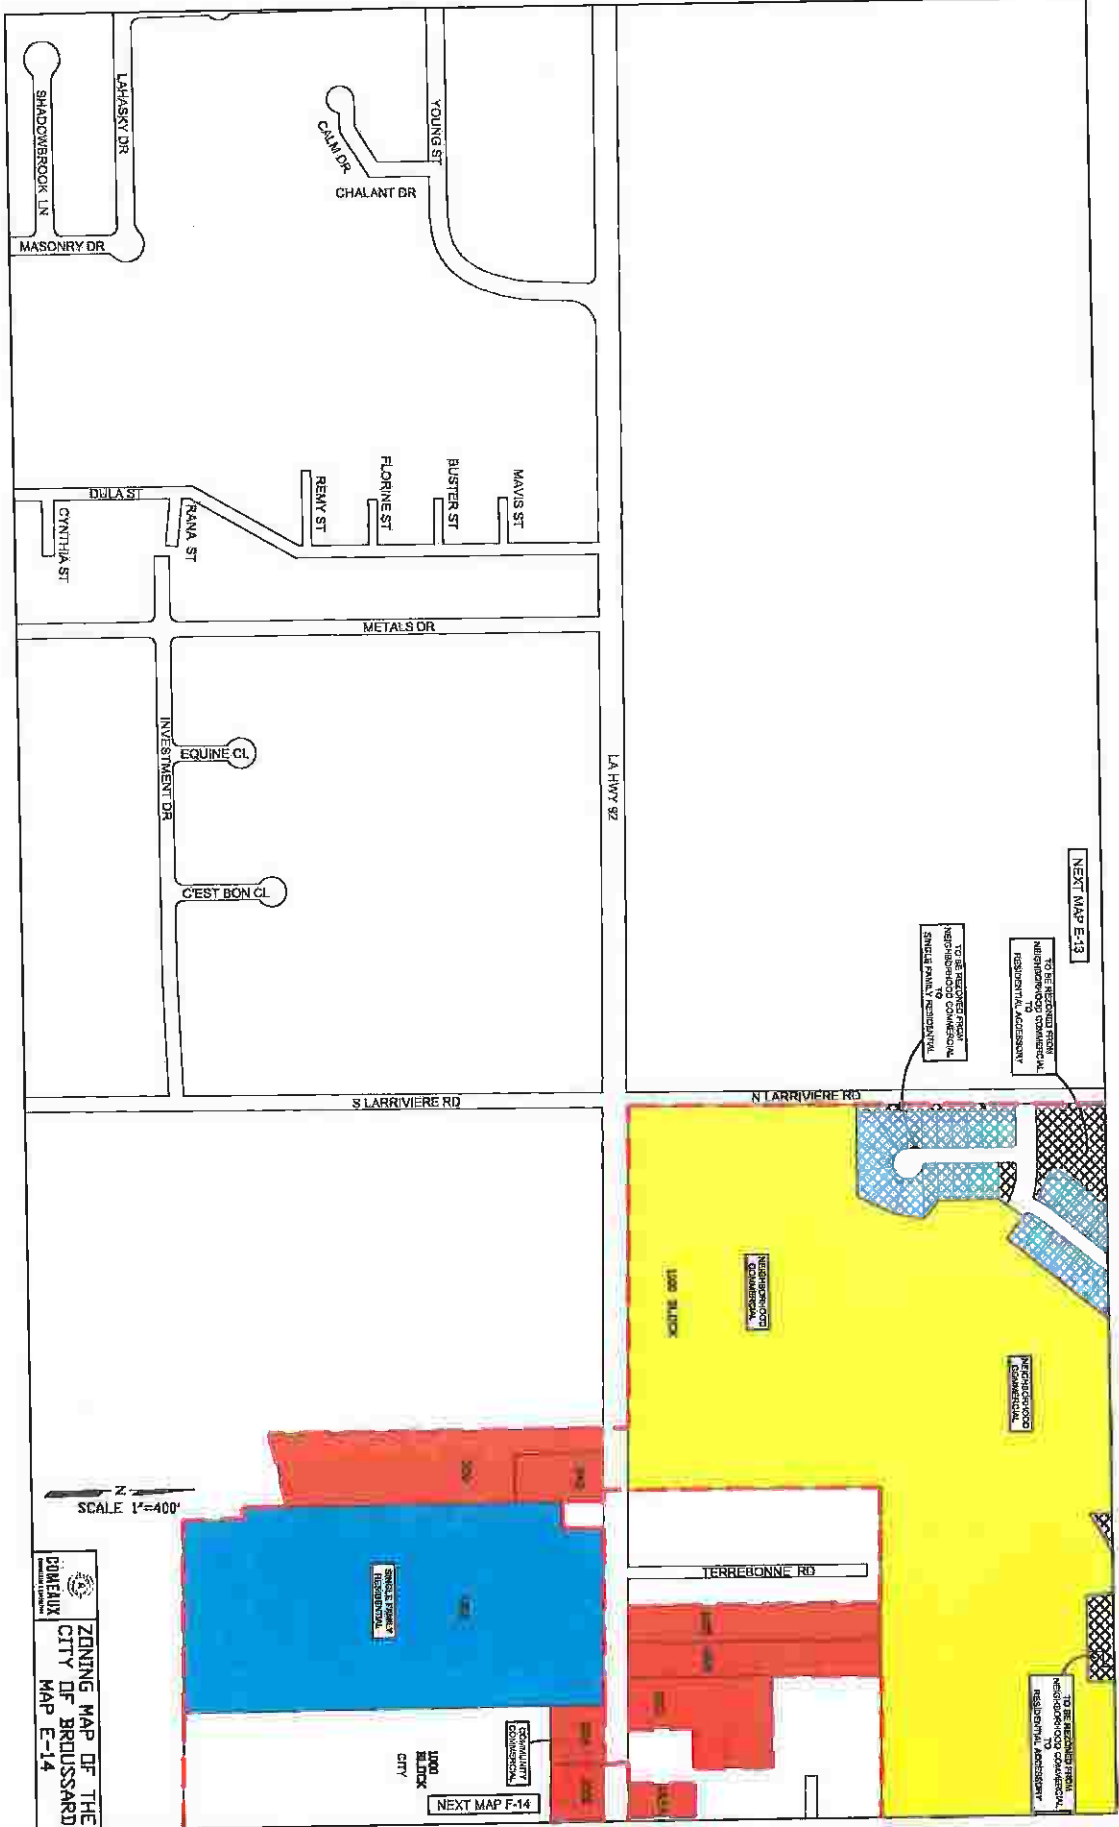 LAHASKY DR
SHADOWBROOK LN
MASONRY DR
CALM DR
CHALANT DR
YOUNG ST
DULA ST
CYNTHIA ST
RANA ST
REMY ST
FLORINE ST
BUSTER ST
MAVIS ST
METALS DR
INVESTMENT DR
EQUINE CL
C'EST BON CL
LA HWY 92
NEXT MAP E-13
TO BE REZONED FROM
NEIGHBORHOOD COMMERCIAL
TO
SINGLE FAMILY RESIDENTIAL
TO BE REZONED FROM
NEIGHBORHOOD COMMERCIAL
TO
RESIDENTIAL ACCESSORY
S LARRIVIERE RD
N LARRIVIERE RD
NEIGHBORHOOD
COMMERCIAL
1000 BLOCK
NEIGHBORHOOD
COMMERCIAL
TERREBONNE RD
SINGLE FAMILY
RESIDENTIAL
TO BE REZONED FROM
NEIGHBORHOOD COMMERCIAL
TO
RESIDENTIAL ACCESSORY
COMMUNITY
COMMERCIAL
1000
BLOCK
CITY
NEXT MAP F-14
N
SCALE 1"=400'
COMEAUX
ZONING MAP OF THE
CITY OF BROUSSARD
MAP E-14